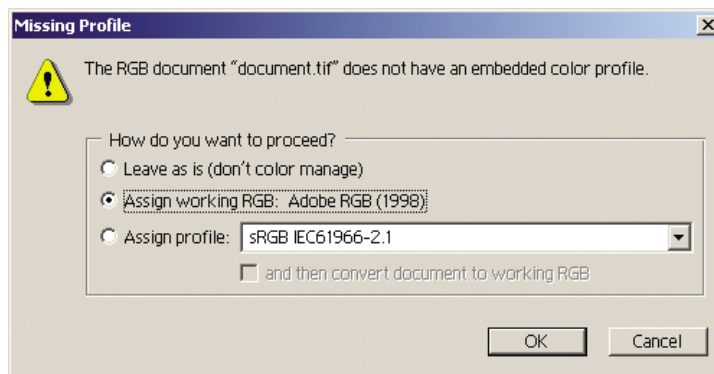 Missing Profile
The RGB document “document.tif” does not have an embedded color profile.
How do you want to proceed?
Leave as is (don’t color manage)
Assign working RGB: Adobe RGB (1998)
Assign profile: sRGB IEC61966-2.1
and then convert document to working RGB
OK Cancel